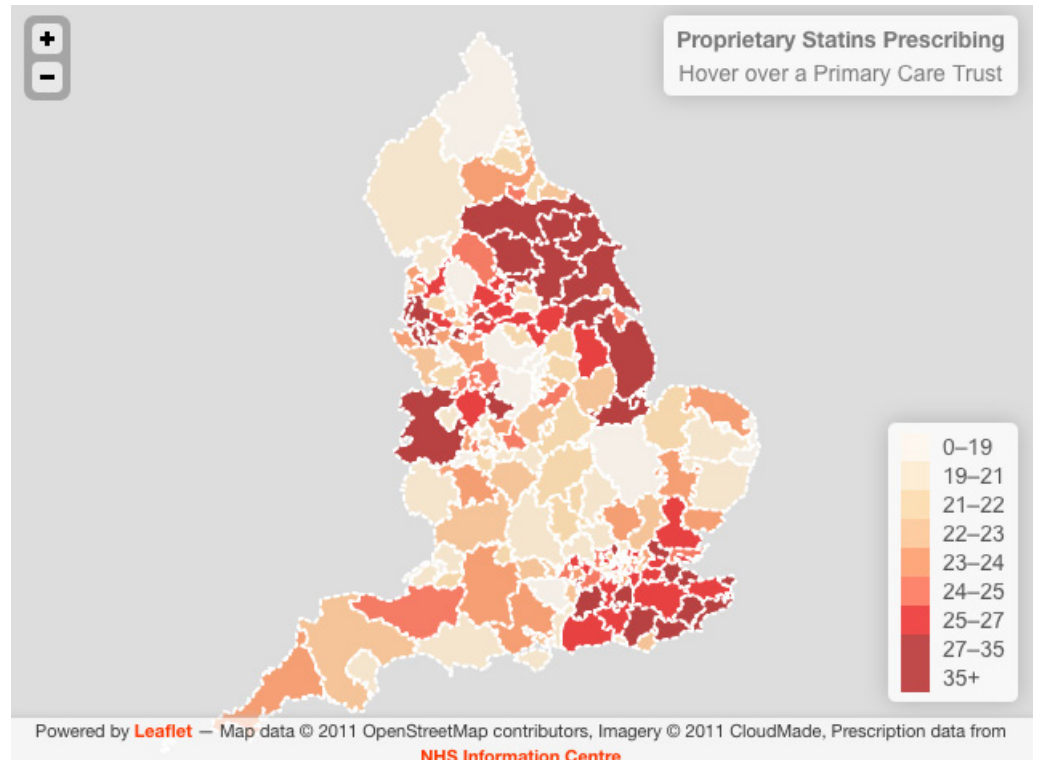 +
−
Proprietary Statins Prescribing
Hover over a Primary Care Trust
0–19
19–21
21–22
22–23
23–24
24–25
25–27
27–35
35+
Powered by Leaflet — Map data © 2011 OpenStreetMap contributors, Imagery © 2011 CloudMade, Prescription data from
NHS Information Centre